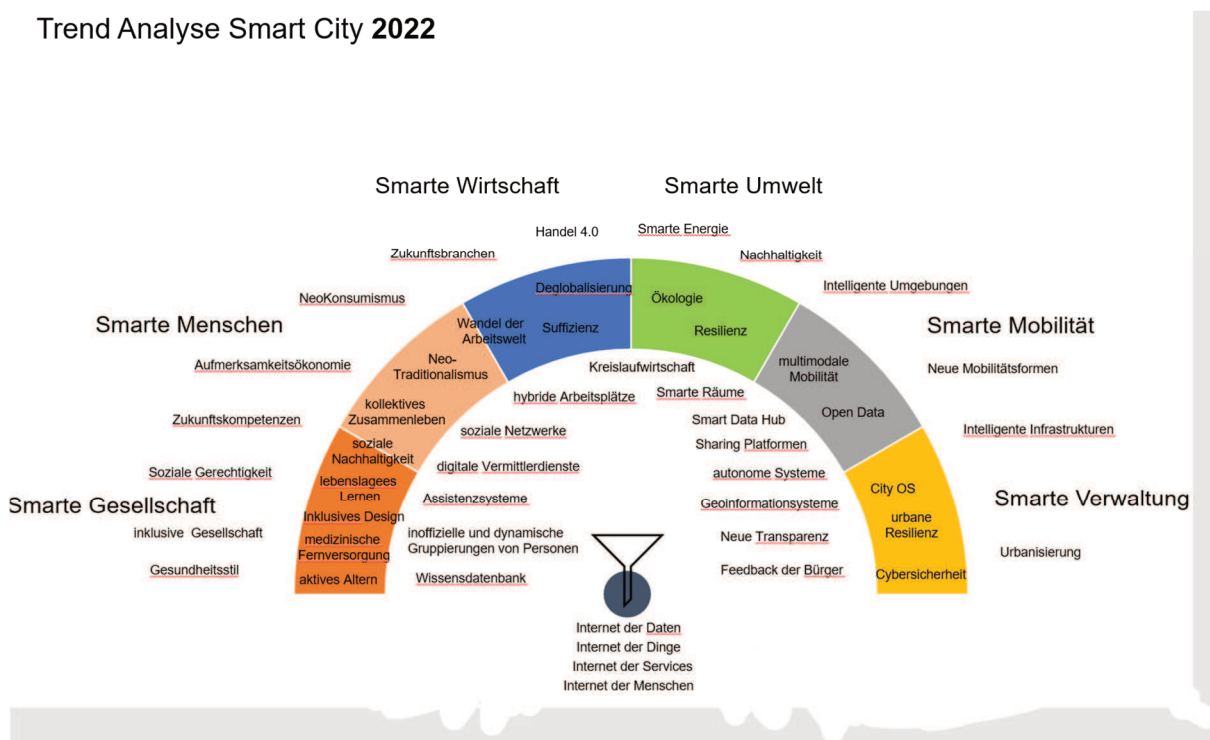 Trend Analyse Smart City 2022
Smarte Wirtschaft
Smarte Umwelt
Handel 4.0
Smarte Energie
Zukunftsbranchen
Nachhaltigkeit
NeoKonsumismus
Deglobalisierung
Ökologie
Intelligente Umgebungen
Smarte Menschen
Wandel der
Arbeitswelt
Suffizienz
Resilienz
Smarte Mobilität
Aufmerksamkeitsökonomie
Neo-
Traditionalismus
Kreislaufwirtschaft
multimodale
Mobilität
Neue Mobilitätsformen
hybride Arbeitsplätze
Smarte Räume
Zukunftskompetenzen
kollektives
Zusammenleben
soziale Netzwerke
Smart Data Hub
Open Data
Intelligente Infrastrukturen
soziale
Nachhaltigkeit
Sharing Platformen
Soziale Gerechtigkeit
digitale Vermittlerdienste
autonome Systeme
lebenslagees
Lernen
City OS
Smarte Gesellschaft
Assistenzsysteme
Geoinformationsysteme
Smarte Verwaltung
Inklusives Design
urbane
Resilienz
inklusive Gesellschaft
medizinische
Fernversorgung
inoffizielle und dynamische
Gruppierungen von Personen
Neue Transparenz
Urbanisierung
Gesundheitsstil
aktives Altern
Wissensdatenbank
Feedback der Bürger
Cybersicherheit
Internet der Daten
Internet der Dinge
Internet der Services
Internet der Menschen